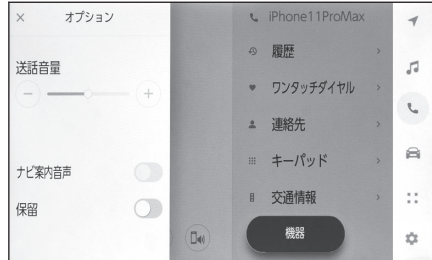 オプション
送話音量
ナビ案内音声
保留
iPhone11ProMax
履歴
ワンタッチダイヤル
連絡先
キーパッド
交通情報
機器